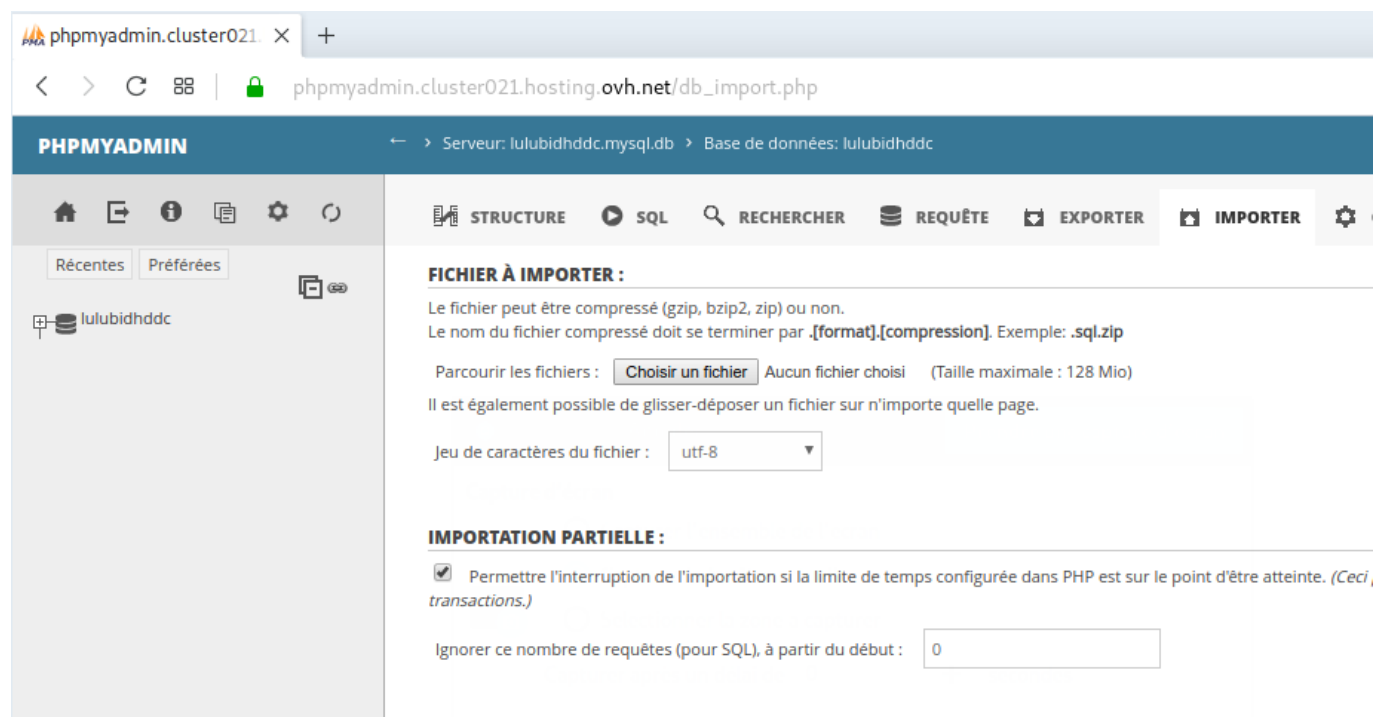 phpmyadmin.cluster021.
phpmyadmin.cluster021.hosting.ovh.net/db_import.php
PHPMYADMIN
← › Serveur: lulubidhddc.mysql.db › Base de données: lulubidhddc
STRUCTURE SQL RECHERCHER REQUÊTE EXPORTER IMPORTER
Récentes Préférées
lulubidhddc
FICHIER À IMPORTER :
Le fichier peut être compressé (gzip, bzip2, zip) ou non.
Le nom du fichier compressé doit se terminer par .[format].[compression]. Exemple: .sql.zip
Parcourir les fichiers : Choisir un fichier Aucun fichier choisi (Taille maximale : 128 Mio)
Il est également possible de glisser-déposer un fichier sur n'importe quelle page.
Jeu de caractères du fichier : utf-8
IMPORTATION PARTIELLE :
Permettre l'interruption de l'importation si la limite de temps configurée dans PHP est sur le point d'être atteinte. (Ceci
transactions.)
Ignorer ce nombre de requêtes (pour SQL), à partir du début : 0